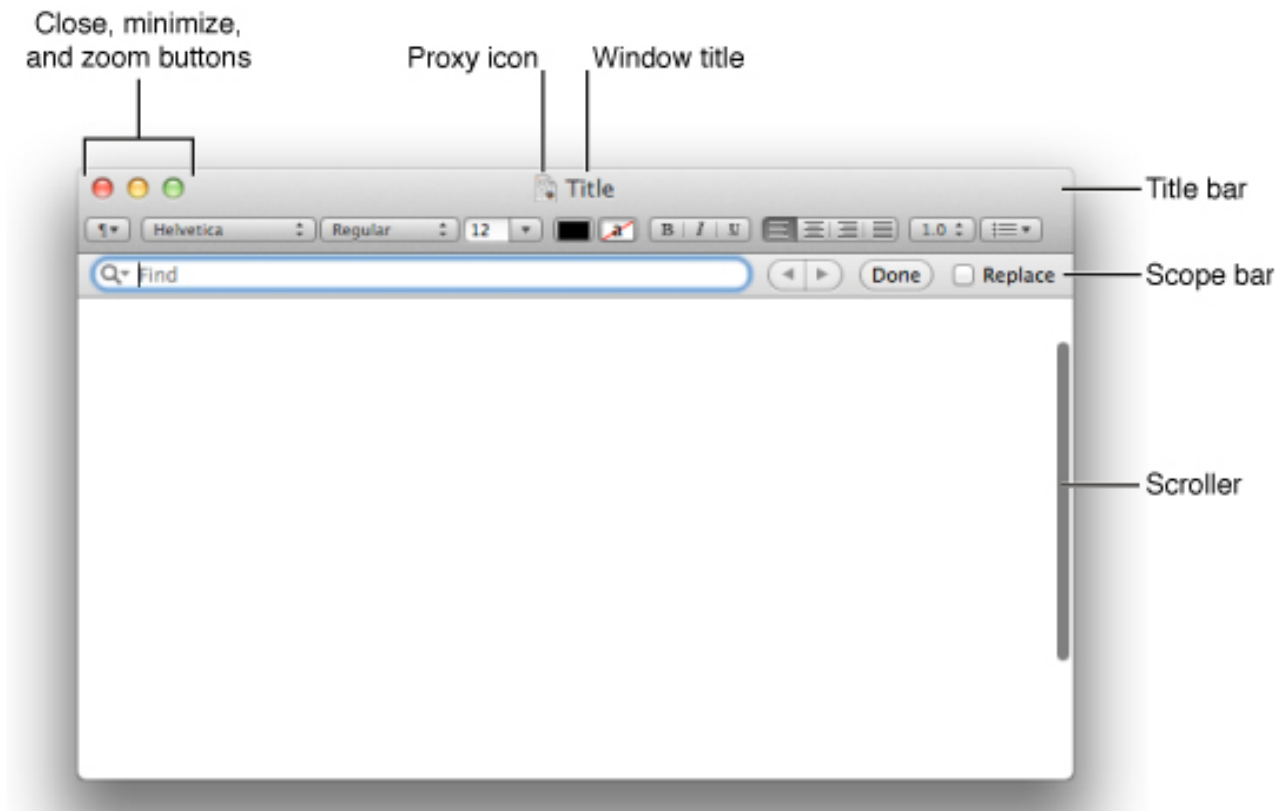 Close, minimize,
and zoom buttons
Proxy icon
Window title
Title
Title bar
¶
Helvetica
Regular
12
a
B I U
1.0
Find
Done
Replace
Scope bar
Scroller